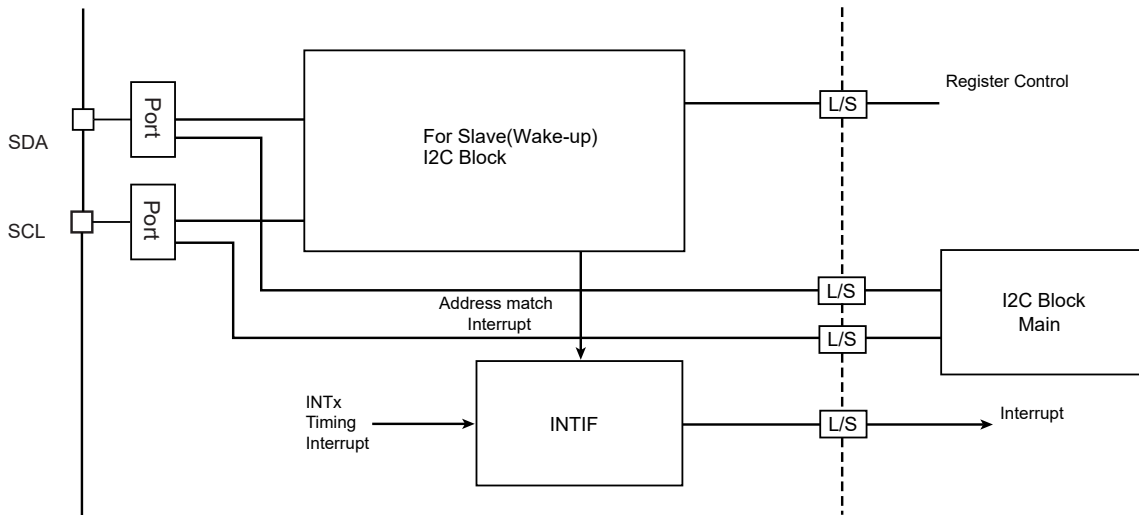 Register Control
L/S
Port
SDA
For Slave(Wake-up)
I2C Block
Port
SCL
L/S
I2C Block
Main
Address match
Interrupt
L/S
INTx
Timing
Interrupt
INTIF
L/S
Interrupt